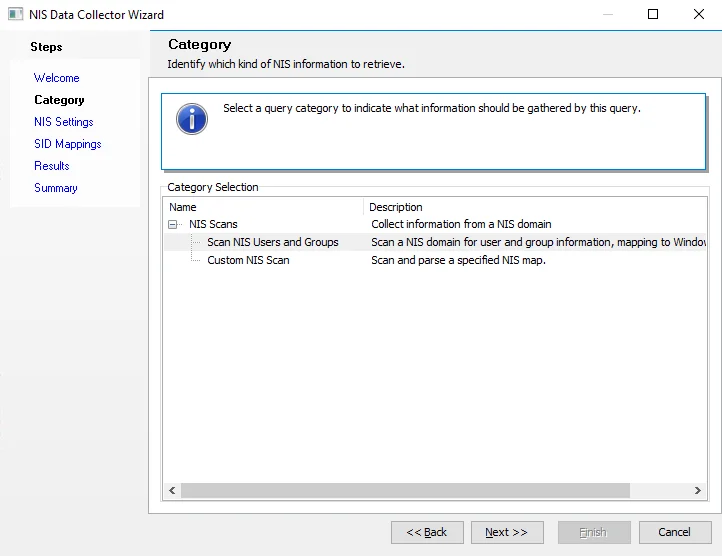 NIS Data Collector Wizard
Steps
Welcome
Category
NIS Settings
SID Mappings
Results
Summary
Category
Identify which kind of NIS information to retrieve.
Select a query category to indicate what information should be gathered by this query.
Category Selection
Name Description
NIS Scans Collect information from a NIS domain
Scan NIS Users and Groups Scan a NIS domain for user and group information, mapping to Window
Custom NIS Scan Scan and parse a specified NIS map.
<< Back Next >> Finish Cancel